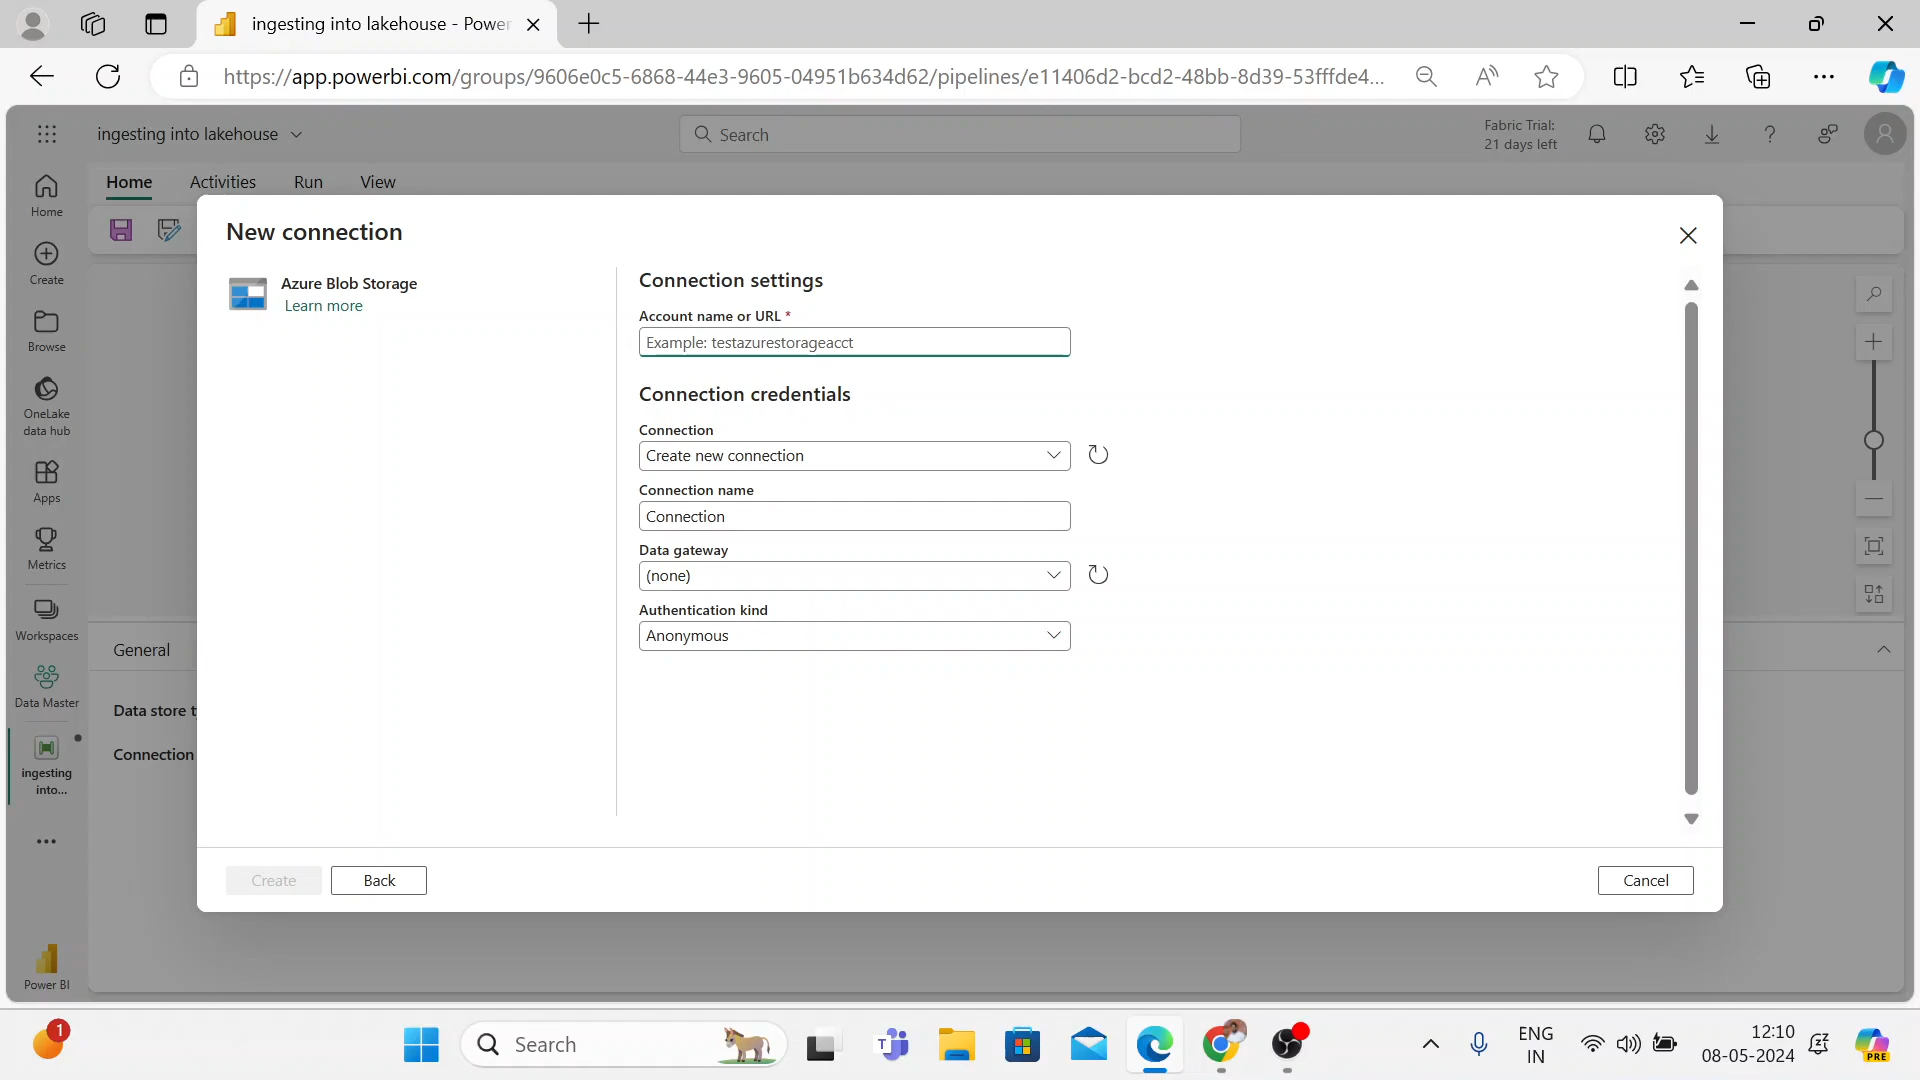 ingesting into lakehouse - Power
https://app.powerbi.com/groups/9606e0c5-6868-44e3-9605-04951b634d62/pipelines/e11406d2-bcd2-48bb-8d39-53fffde4...
ingesting into lakehouse
Search
Fabric Trial:
21 days left
Home
Activities
Run
View
Home
Create
Browse
OneLake
data hub
Apps
Metrics
Workspaces
Data Master
ingesting
into...
Power BI
General
Data store t
Connection
New connection
Azure Blob Storage
Learn more
Connection settings
Account name or URL *
Example: testazurestorageacct
Connection credentials
Connection
Create new connection
Connection name
Connection
Data gateway
(none)
Authentication kind
Anonymous
Create
Back
Cancel
1
Search
T
ENG
IN
12:10
08-05-2024
PRE